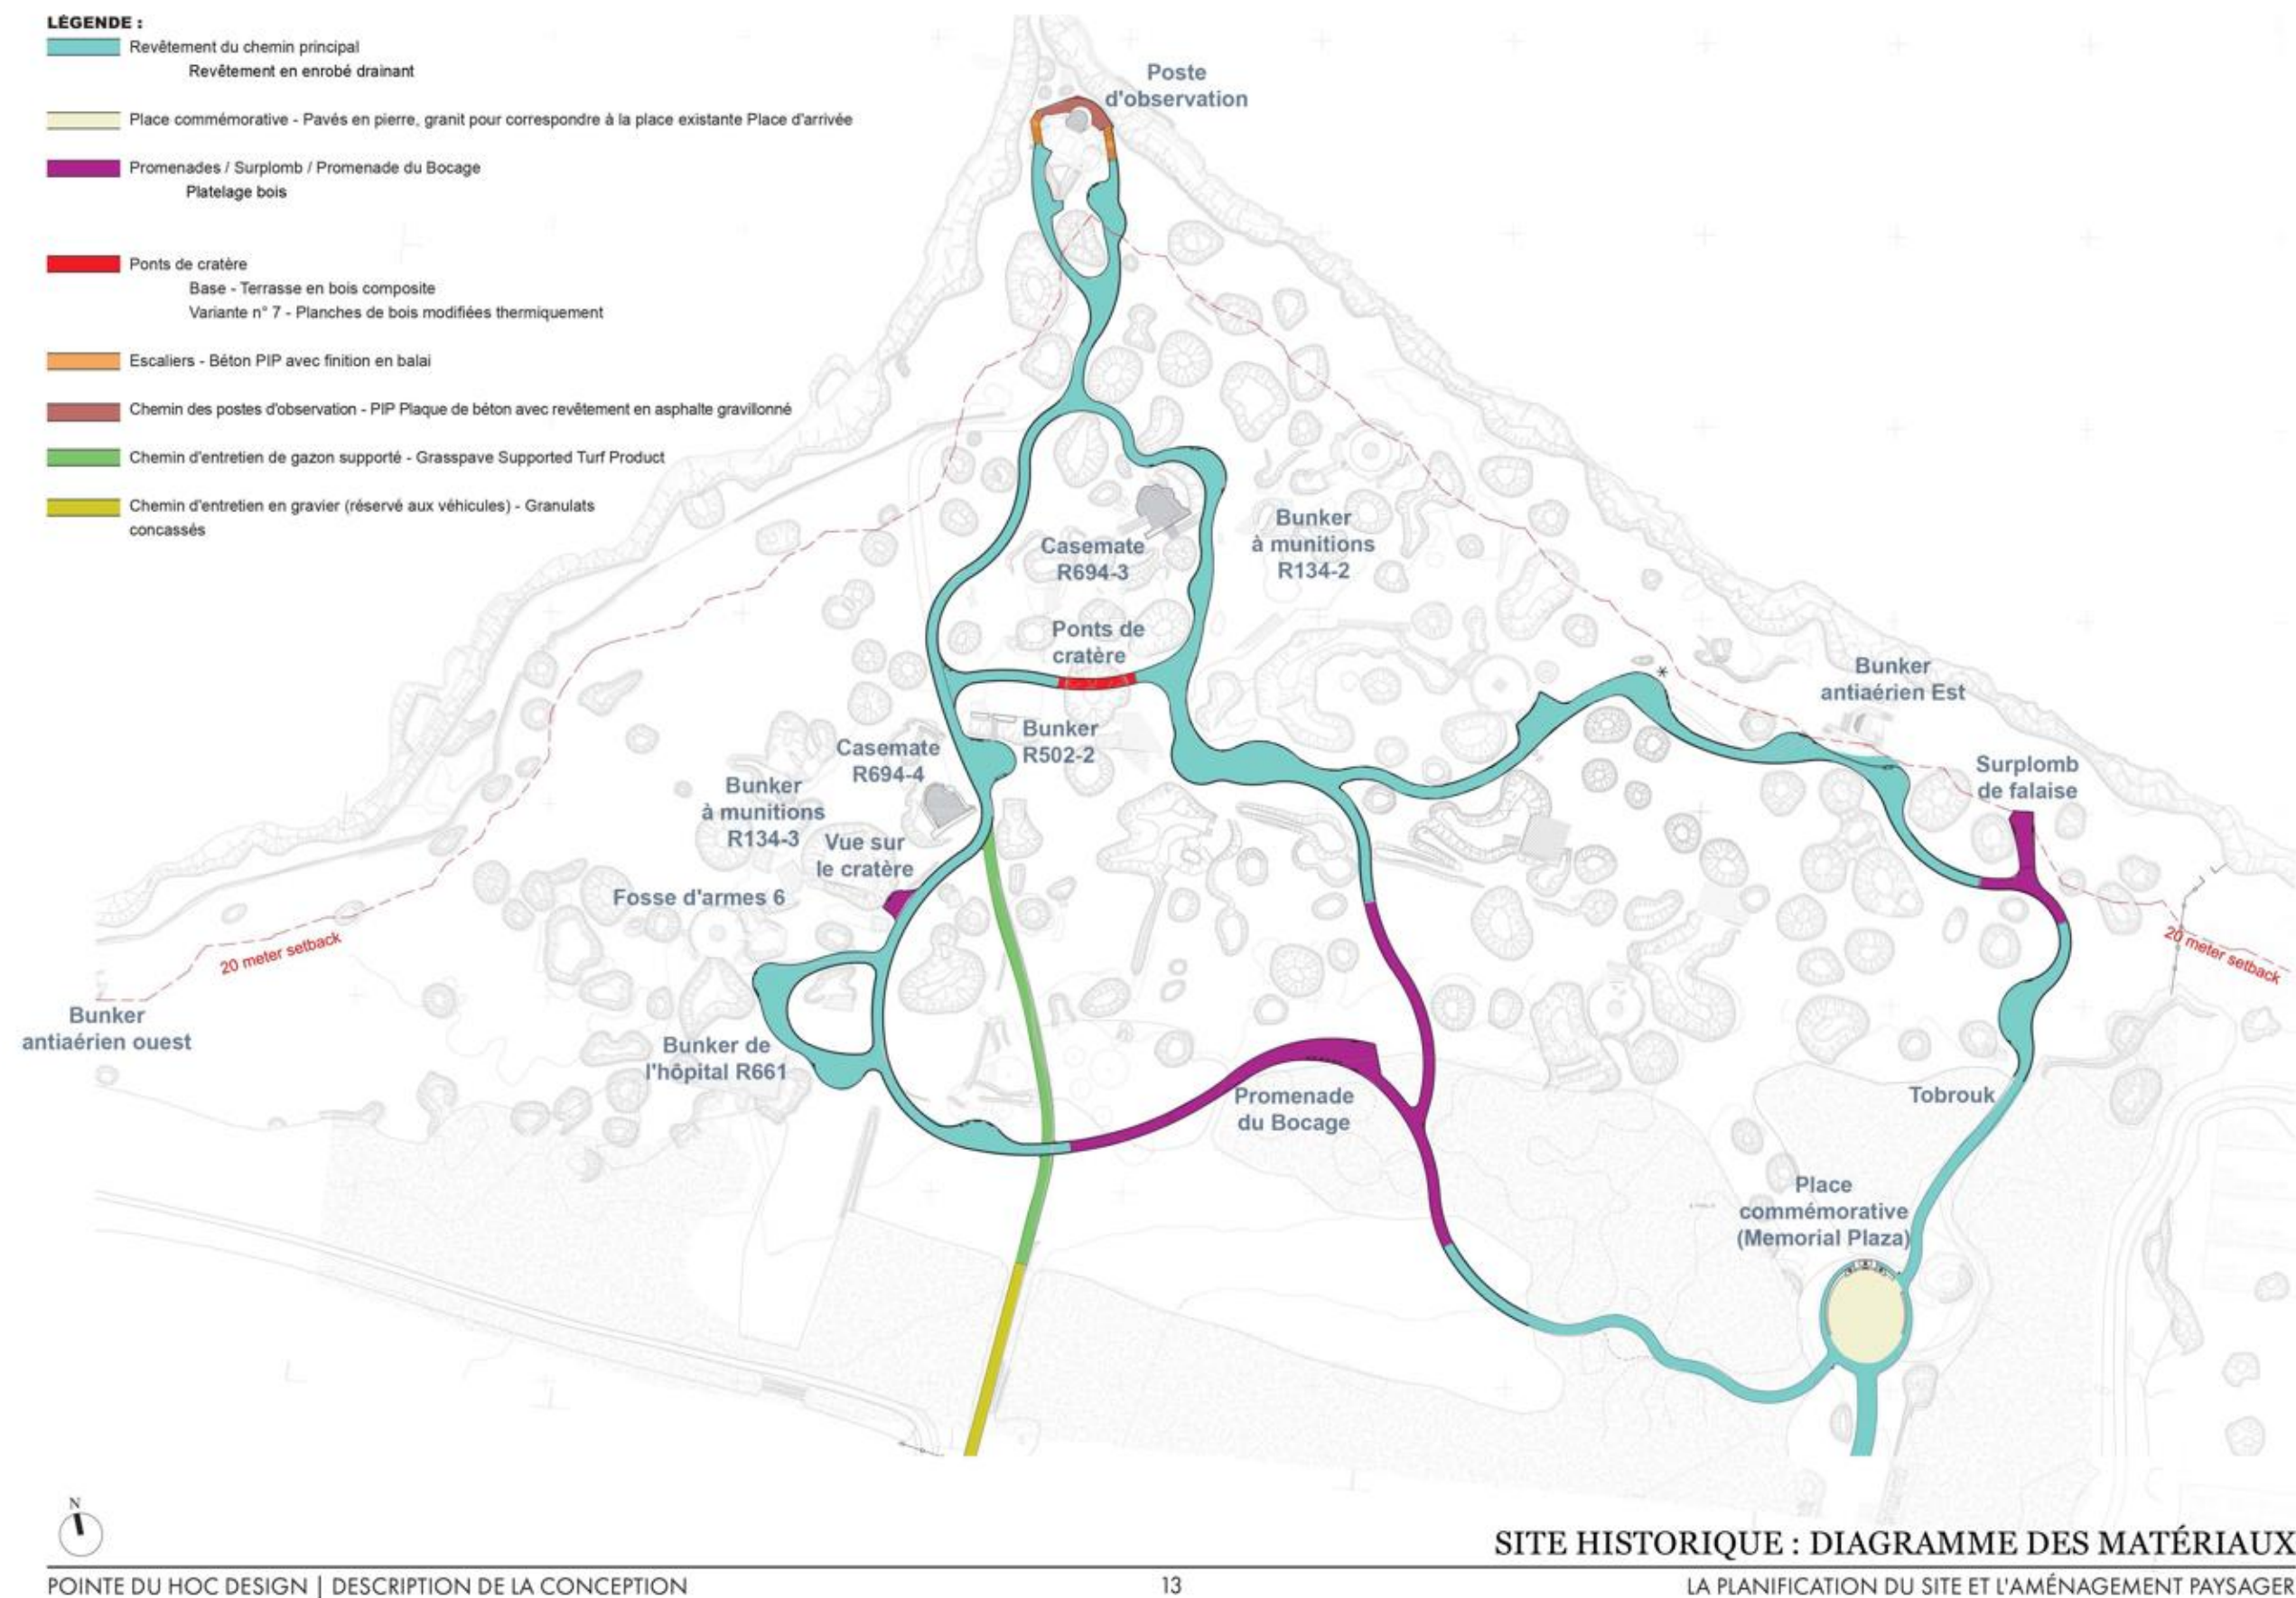 LÉGENDE :
Revêtement du chemin principal
Revêtement en enrobé drainant
Place commémorative - Pavés en pierre, granit pour correspondre à la place existante Place d'arrivée
Promenades / Surplomb / Promenade du Bocage
Platelage bois
Ponts de cratère
Base - Terrasse en bois composite
Variante n° 7 - Planches de bois modifiées thermiquement
Escaliers - Béton PIP avec finition en balai
Chemin des postes d'observation - PIP Plaque de béton avec revêtement en asphalte gravillonné
Chemin d'entretien de gazon supporté - Grasspave Supported Turf Product
Chemin d'entretien en gravier (réservé aux véhicules) - Granulats
concassés
Poste
d'observation
Casemate
R694-3
Bunker
à munitions
R134-2
Ponts de
cratère
Bunker
antiaérien Est
Bunker
R502-2
Casemate
R694-4
Surplomb
de falaise
Bunker
à munitions
R134-3
Vue sur
le cratère
Fosse d'armes 6
20 meter setback
20 meter setback
Bunker
antiaérien ouest
Bunker de
l'hôpital R661
Promenade
du Bocage
Tobrouk
Place
commémorative
(Memorial Plaza)
N
SITE HISTORIQUE : DIAGRAMME DES MATÉRIAUX
POINTE DU HOC DESIGN | DESCRIPTION DE LA CONCEPTION
13
LA PLANIFICATION DU SITE ET L'AMÉNAGEMENT PAYSAGER